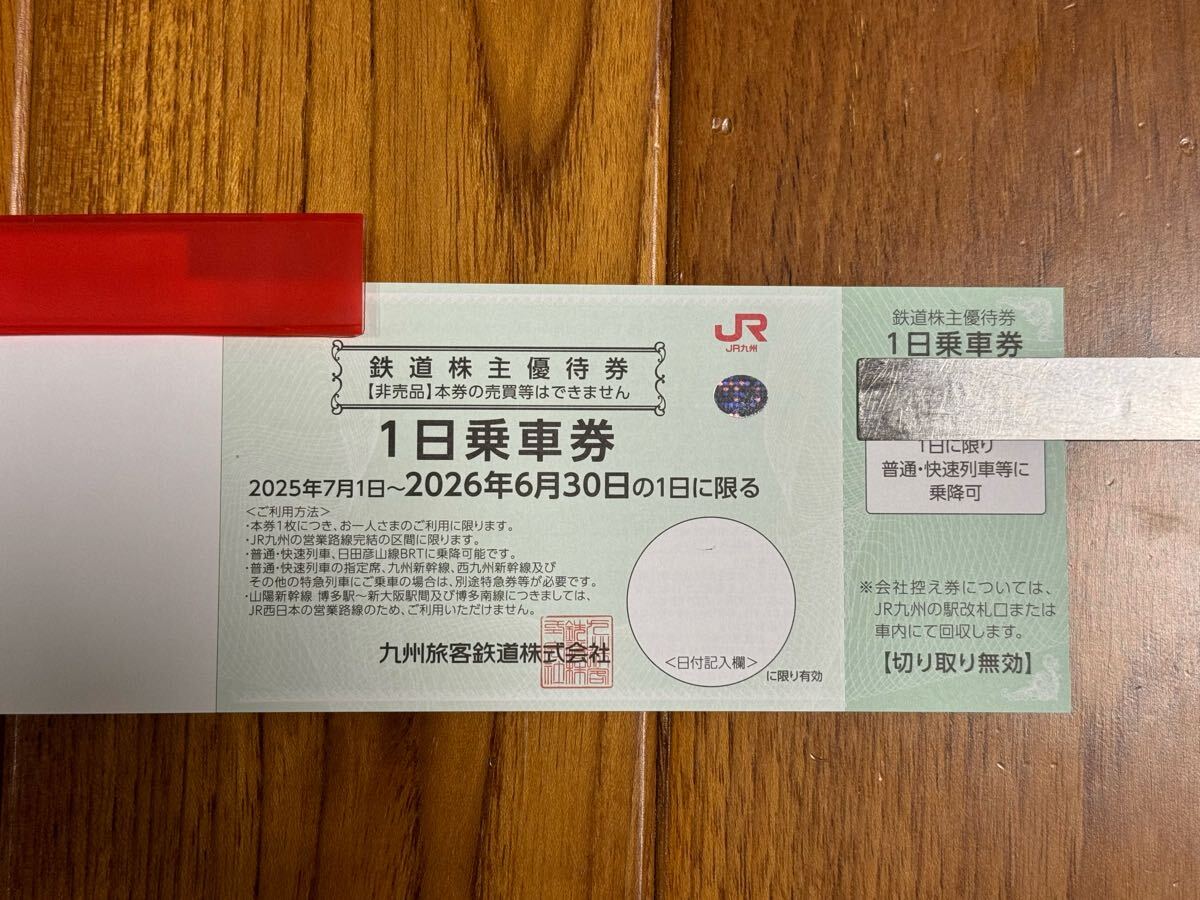 JR
JR九州
鉄道株主優待券
【非売品】本券の売買等はできません
1日乗車券
2025年7月1日～2026年6月30日の1日に限る
＜ご利用方法＞
・本券1枚につき、お一人さまのご利用に限ります。
・JR九州の営業路線完結の区間に限ります。
・普通・快速列車、日田彦山線BRTに乗降可能です。
・普通・快速列車の指定席、九州新幹線、西九州新幹線及び
その他の特急列車にご乗車の場合は、別途特急券等が必要です。
・山陽新幹線 博多駅～新大阪駅間及び博多南線につきましては、
JR西日本の営業路線のため、ご利用いただけません。
九州旅客鉄道株式会社
＜日付記入欄＞
に限り有効
鉄道株主優待券
1日乗車券
1日に限り
普通・快速列車等に
乗降可
※会社控え券については、
JR九州の駅改札口または
車内にて回収します。
【切り取り無効】